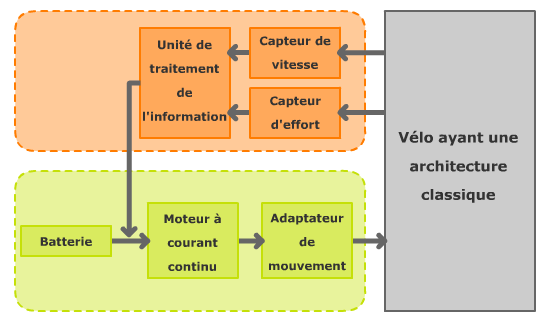 Unité de
traitement
de
l'information
Capteur de
vitesse
Capteur
d'effort
Vélo ayant une
architecture
classique
Batterie
Moteur à
courant
continu
Adaptateur
de
mouvement